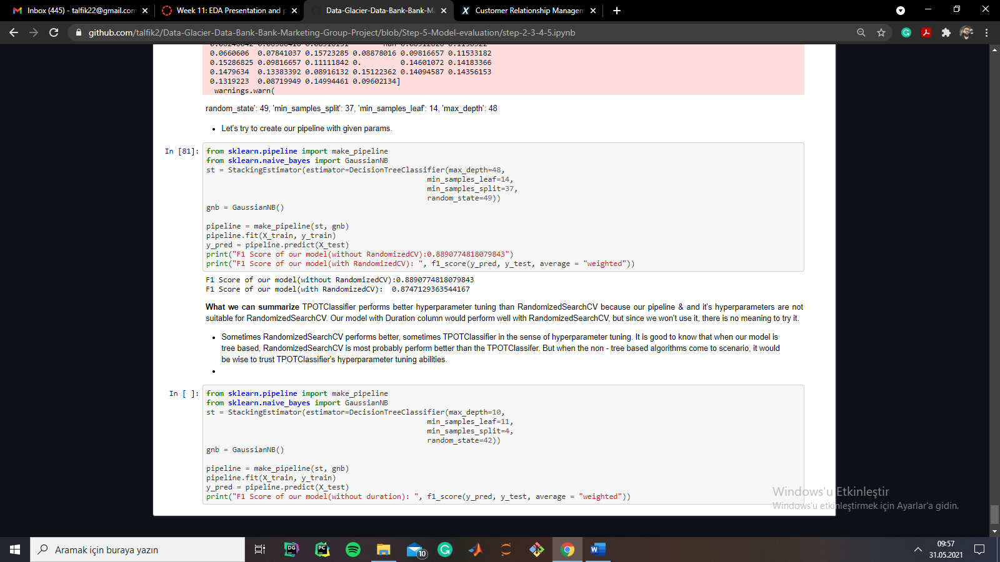 Inbox (445) - talfik22@gmail.com
Week 11: EDA Presentation and p
Data-Glacier-Data-Bank-Bank-Ma
Customer Relationship Managem
github.com/talfik2/Data-Glacier-Data-Bank-Bank-Marketing-Group-Project/blob/Step-5-Model-evaluation/step-2-3-4-5.ipynb
0.0660606  0.07841037 0.15723285 0.08878016 0.09816657 0.11533182
0.15286825 0.09816657 0.11111842 0.         0.14601072 0.14183366
0.1479634  0.13383392 0.08916132 0.15122362 0.14094587 0.14356153
0.1319223  0.08719949 0.14994461 0.09602134]
warnings.warn(
random_state': 49, 'min_samples_split': 37, 'min_samples_leaf': 14, 'max_depth': 48
• Let's try to create our pipeline with given params.
In [81]: from sklearn.pipeline import make_pipeline
from sklearn.naive_bayes import GaussianNB
st = StackingEstimator(estimator=DecisionTreeClassifier(max_depth=48,
min_samples_leaf=14,
min_samples_split=37,
random_state=49))
gnb = GaussianNB()
pipeline = make_pipeline(st, gnb)
pipeline.fit(X_train, y_train)
y_pred = pipeline.predict(X_test)
print("F1 Score of our model(without RandomizedCV):0.8890774818079843")
print("F1 Score of our model(with RandomizedCV): ", f1_score(y_pred, y_test, average = "weighted"))
F1 Score of our model(without RandomizedCV):0.8890774818079843
F1 Score of our model(with RandomizedCV):  0.8747129363544167
What we can summarize TPOTClassifier performs better hyperparameter tuning than RandomizedSearchCV because our pipeline & and it's hyperparameters are not
suitable for RandomizedSearchCV. Our model with Duration column would perform well with RandomizedSearchCV, but since we won't use it, there is no meaning to try it.
• Sometimes RandomizedSearchCV performs better, sometimes TPOTClassifier in the sense of hyperparameter tuning. It is good to know that when our model is
tree based, RandomizedSearchCV is most probably perform better than the TPOTClassifer. But when the non - tree based algorithms come to scenario, it would
be wise to trust TPOTClassifier's hyperparameter tuning abilities.
•
In [ ]: from sklearn.pipeline import make_pipeline
from sklearn.naive_bayes import GaussianNB
st = StackingEstimator(estimator=DecisionTreeClassifier(max_depth=10,
min_samples_leaf=11,
min_samples_split=4,
random_state=42))
gnb = GaussianNB()
pipeline = make_pipeline(st, gnb)
pipeline.fit(X_train, y_train)
y_pred = pipeline.predict(X_test)
print("F1 Score of our model(without duration): ", f1_score(y_pred, y_test, average = "weighted"))
Windows'u Etkinleştir
Windows'u etkinleştirmek için Ayarlar'a gidin.
Aramak için buraya yazın
DG
PC
10
W
09:57
31.05.2021